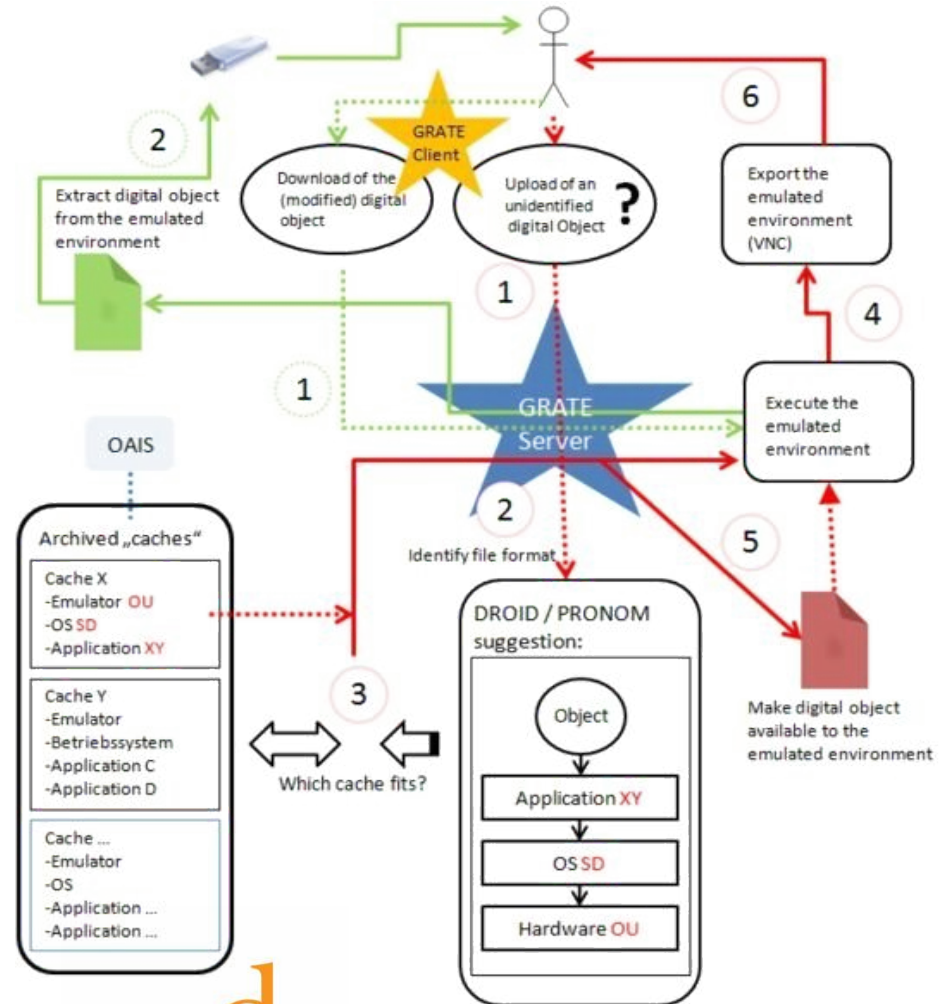 GRATE
Client
6
2
Extract digital object
from the emulated
environment
Download of the
(modified) digital
object
Upload of an
unidentified
digital Object
?
Export the
emulated
environment
(VNC)
1
4
1
GRATE
Server
Execute the
emulated
environment
OAIS
2
Identify file format
5
Archived „caches“
Cache X
-Emulator OU
-OS SD
-Application XY
Cache Y
-Emulator
-Betriebssystem
-Application C
-Application D
Cache ...
-Emulator
-OS
-Application ...
-Application ...
3
Which cache fits?
DROID / PRONOM
suggestion:
Object
Application XY
OS SD
Hardware OU
Make digital object
available to the
emulated environment
d